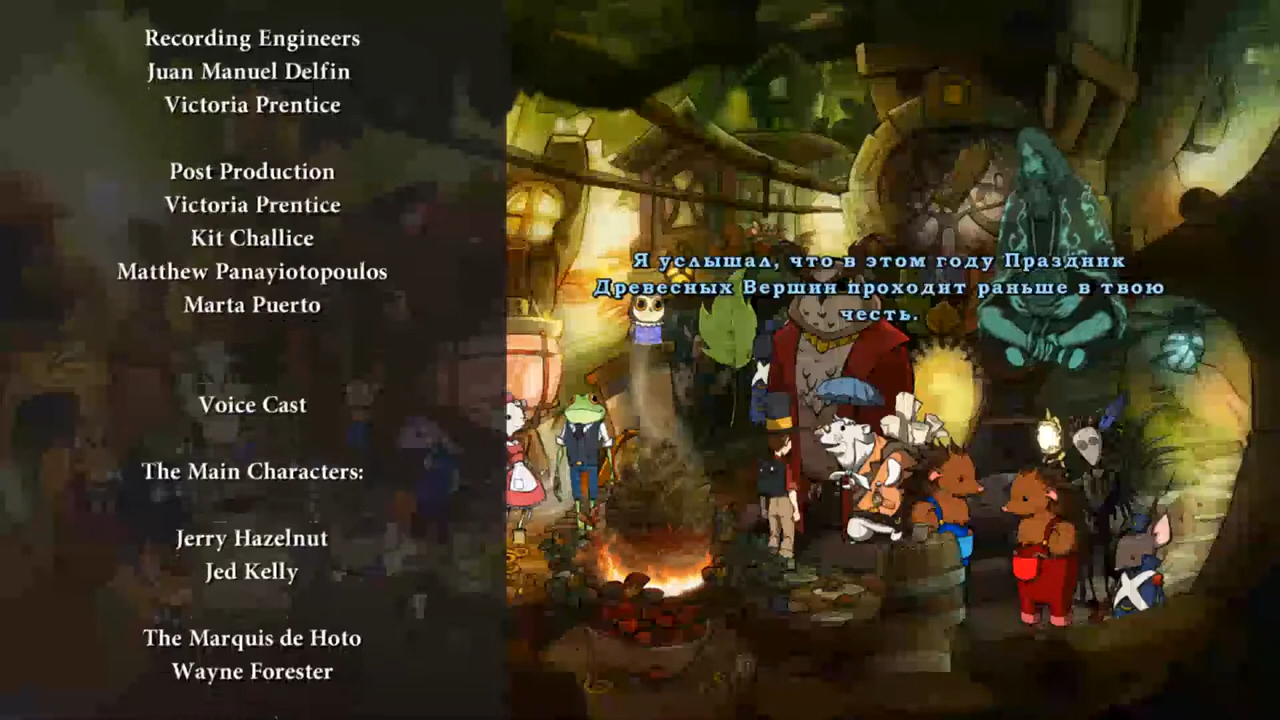 Recording Engineers
Juan Manuel Delfin
Victoria Prentice
Post Production
Victoria Prentice
Kit Challice
Matthew Panayiotopoulos
Marta Puerto
Voice Cast
The Main Characters:
Jerry Hazelnut
Jed Kelly
The Marquis de Hoto
Wayne Forester
Я услышал, что в этом году Праздник
Древесных Вершин проходит раньше в твою
честь.